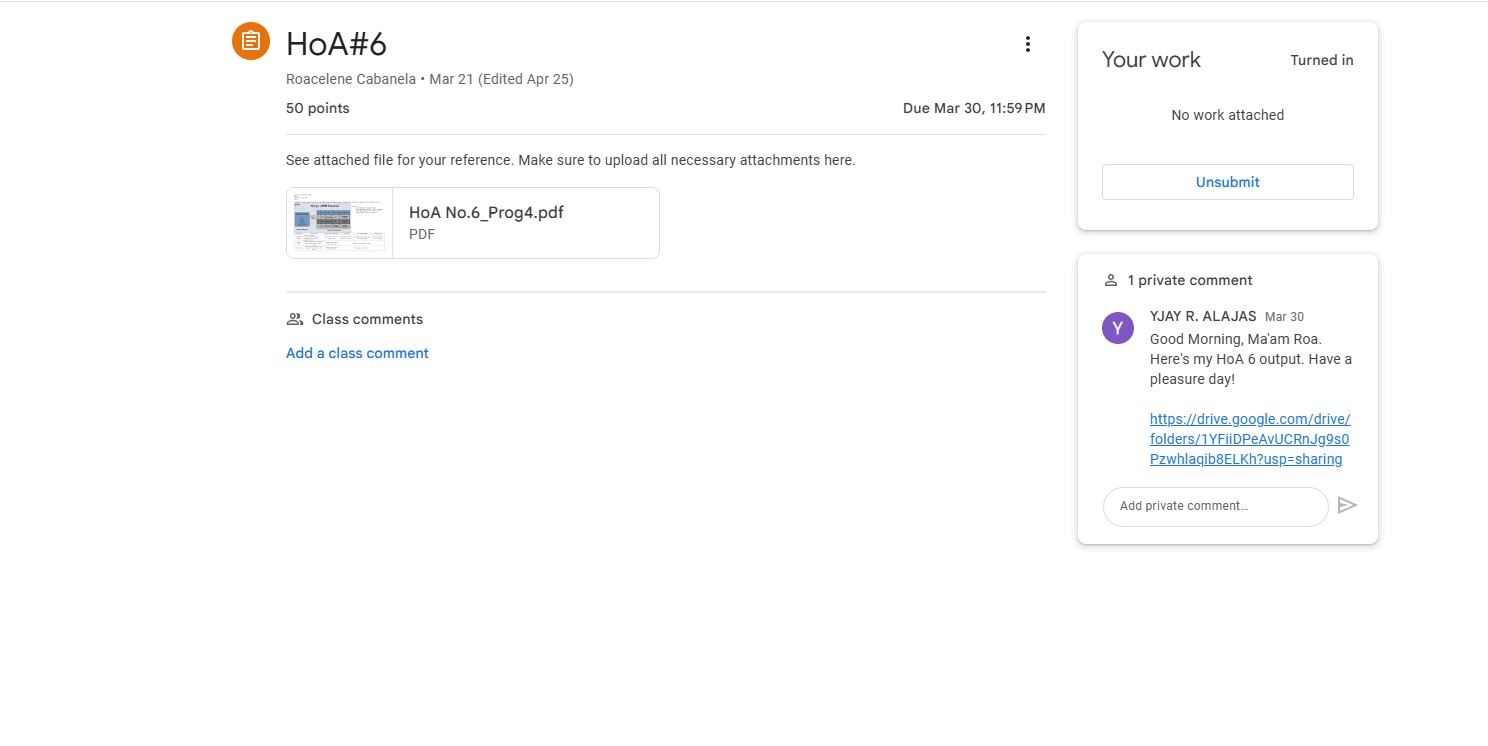 HoA#6
Roacelene Cabanela • Mar 21 (Edited Apr 25)
50 points
Due Mar 30, 11:59 PM
See attached file for your reference. Make sure to upload all necessary attachments here.
HoA No.6_Prog4.pdf
PDF
Class comments
Add a class comment
Your work
Turned in
No work attached
Unsubmit
1 private comment
Y
YJAY R. ALAJAS Mar 30
Good Morning, Ma'am Roa.
Here's my HoA 6 output. Have a
pleasure day!
https://drive.google.com/drive/
folders/1YFiiDPeAvUCRnJg9s0
Pzwhlaqib8ELKh?usp=sharing
Add private comment…